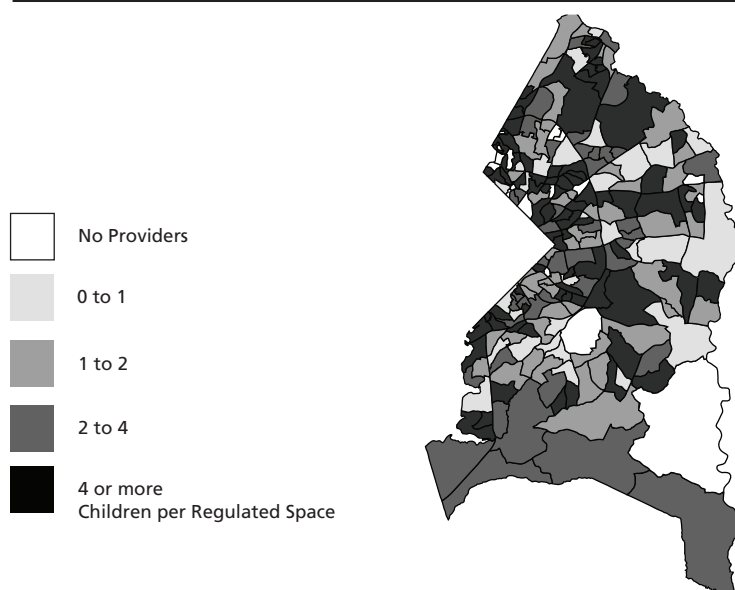 No Providers
0 to 1
1 to 2
2 to 4
4 or more
Children per Regulated Space